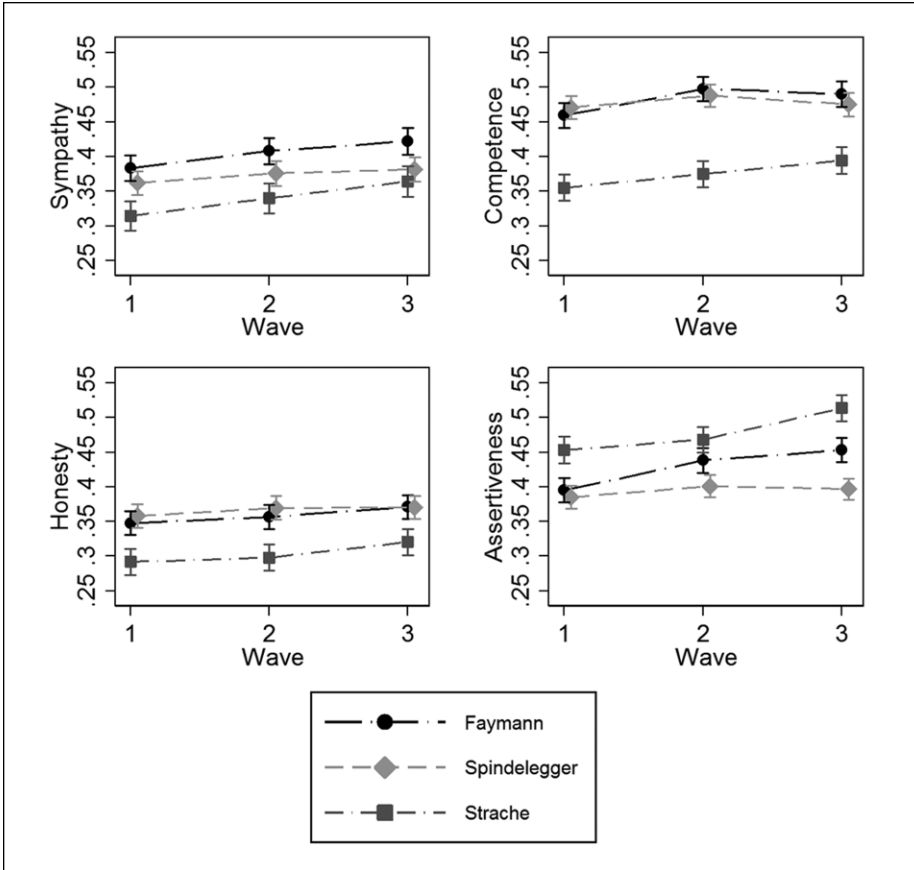 Sympathy
.25 .3 .35 .4 .45 .5 .55
1 2 3
Wave
Competence
.25 .3 .35 .4 .45 .5 .55
1 2 3
Wave
Honesty
.25 .3 .35 .4 .45 .5 .55
1 2 3
Wave
Assertiveness
.25 .3 .35 .4 .45 .5 .55
1 2 3
Wave
Faymann
Spindelegger
Strache